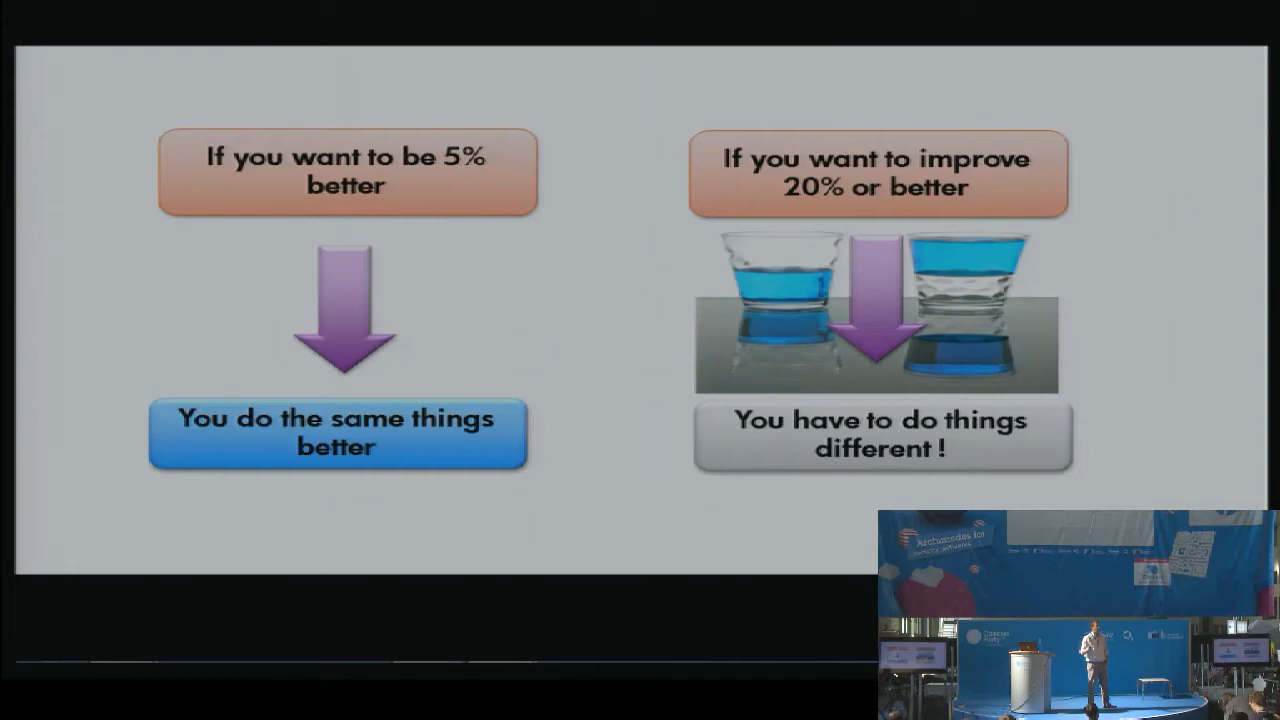 If you want to be 5%
better
If you want to improve
20% or better
You do the same things
better
You have to do things
different !
Archimedes